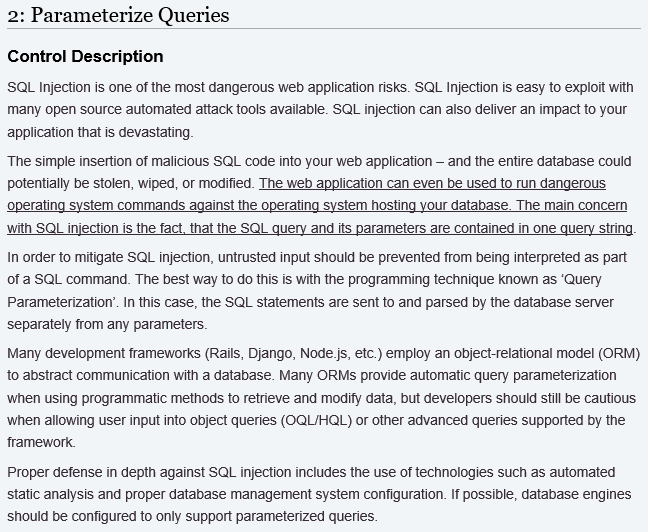 2: Parameterize Queries
Control Description
SQL Injection is one of the most dangerous web application risks. SQL Injection is easy to exploit with
many open source automated attack tools available. SQL injection can also deliver an impact to your
application that is devastating.
The simple insertion of malicious SQL code into your web application – and the entire database could
potentially be stolen, wiped, or modified. The web application can even be used to run dangerous
operating system commands against the operating system hosting your database. The main concern
with SQL injection is the fact, that the SQL query and its parameters are contained in one query string.
In order to mitigate SQL injection, untrusted input should be prevented from being interpreted as part
of a SQL command. The best way to do this is with the programming technique known as ‘Query
Parameterization’. In this case, the SQL statements are sent to and parsed by the database server
separately from any parameters.
Many development frameworks (Rails, Django, Node.js, etc.) employ an object-relational model (ORM)
to abstract communication with a database. Many ORMs provide automatic query parameterization
when using programmatic methods to retrieve and modify data, but developers should still be cautious
when allowing user input into object queries (OQL/HQL) or other advanced queries supported by the
framework.
Proper defense in depth against SQL injection includes the use of technologies such as automated
static analysis and proper database management system configuration. If possible, database engines
should be configured to only support parameterized queries.